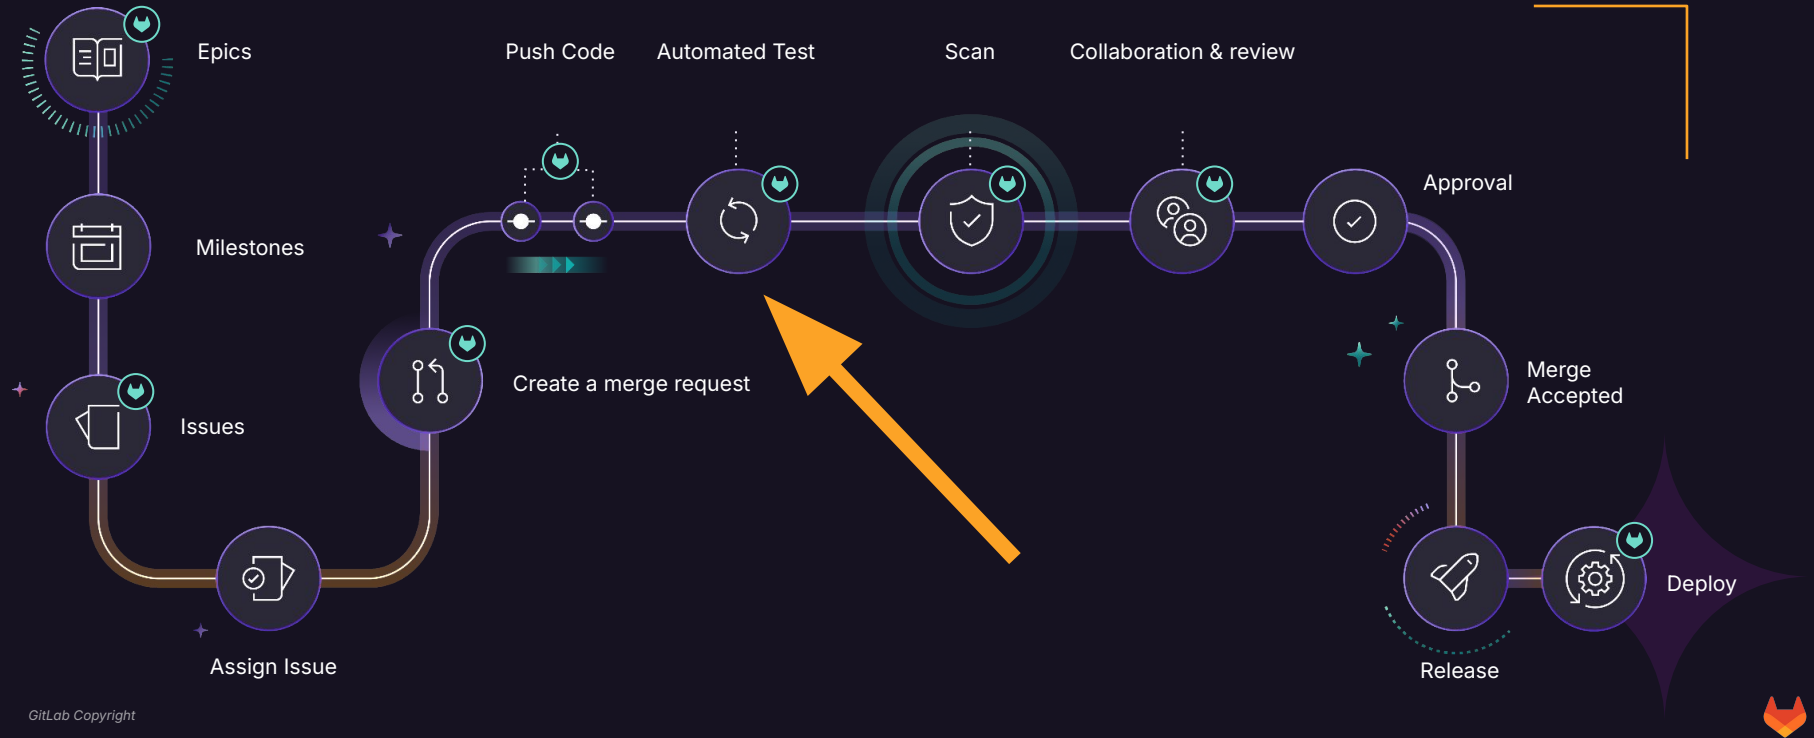 Epics
Push Code
Automated Test
Scan
Collaboration & review
Approval
Milestones
Merge
Accepted
Create a merge request
Issues
Deploy
Assign Issue
Release
GitLab Copyright